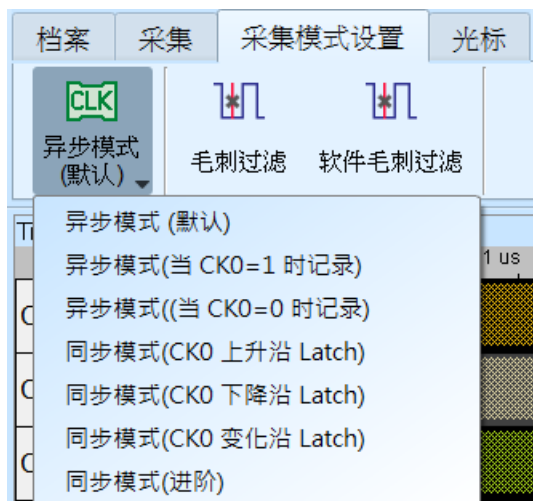 档案 采集 采集模式设置 光标
CLK
异步模式
(默认)
毛刺过滤 软件毛刺过滤
异步模式 (默认)
异步模式(当 CK0=1 时记录)
异步模式((当 CK0=0 时记录)
同步模式(CK0 上升沿 Latch)
同步模式(CK0 下降沿 Latch)
同步模式(CK0 变化沿 Latch)
同步模式(进阶)
1 us